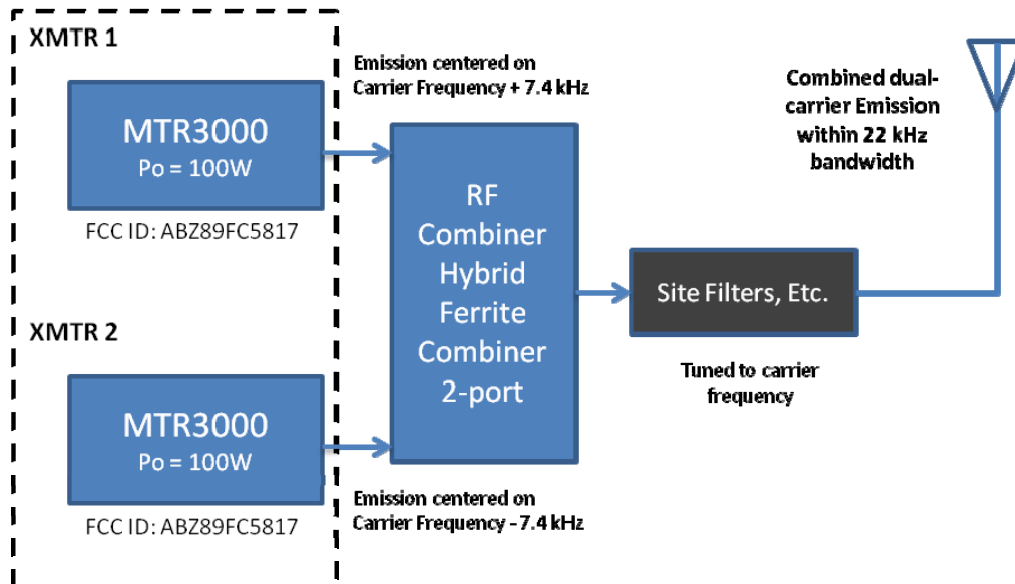 XMTR 1
MTR3000
Po = 100W
FCC ID: ABZ89FC5817
XMTR 2
MTR3000
Po = 100W
FCC ID: ABZ89FC5817
Emission centered on
Carrier Frequency + 7.4 kHz
RF
Combiner
Hybrid
Ferrite
Combiner
2-port
Emission centered on
Carrier Frequency – 7.4 kHz
Site Filters, Etc.
Tuned to carrier
frequency
Combined dual-
carrier Emission
within 22 kHz
bandwidth